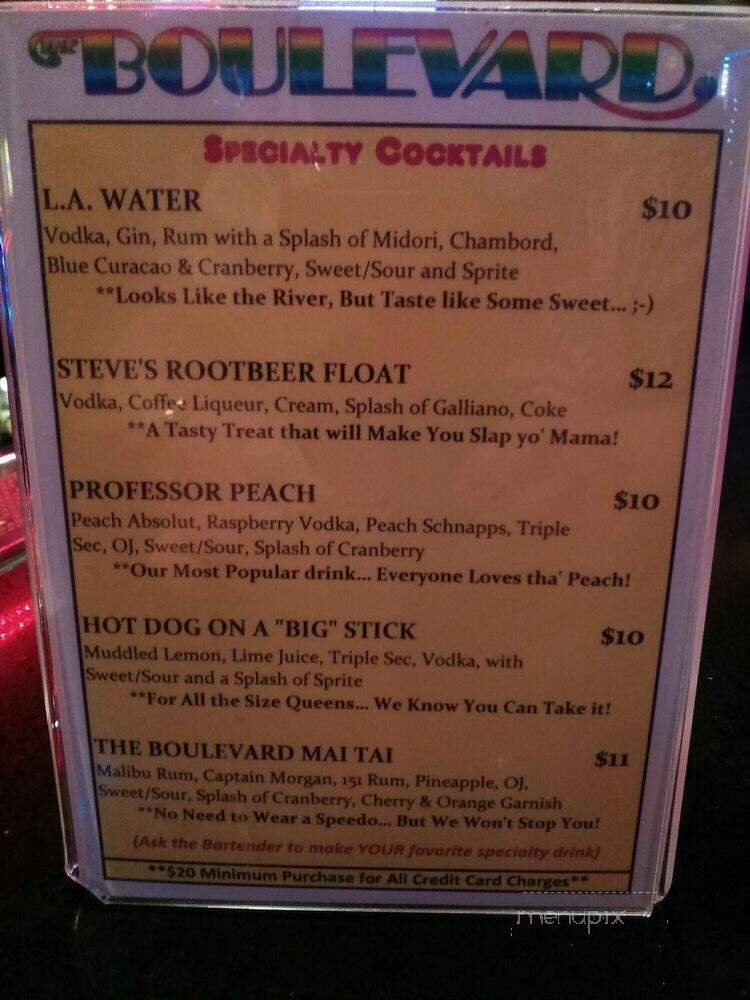 The BOULEVARD.
SPECIALTY COCKTAILS
L.A. WATER $10
Vodka, Gin, Rum with a Splash of Midori, Chambord,
Blue Curacao & Cranberry, Sweet/Sour and Sprite
**Looks Like the River, But Taste like Some Sweet... ;-)
STEVE'S ROOTBEER FLOAT $12
Vodka, Coffee Liqueur, Cream, Splash of Galliano, Coke
**A Tasty Treat that will Make You Slap yo' Mama!
PROFESSOR PEACH $10
Peach Absolut, Raspberry Vodka, Peach Schnapps, Triple
Sec, OJ, Sweet/Sour, Splash of Cranberry
**Our Most Popular drink... Everyone Loves tha' Peach!
HOT DOG ON A "BIG" STICK $10
Muddled Lemon, Lime Juice, Triple Sec, Vodka, with
Sweet/Sour and a Splash of Sprite
**For All the Size Queens... We Know You Can Take it!
THE BOULEVARD MAI TAI $11
Malibu Rum, Captain Morgan, 151 Rum, Pineapple, OJ,
Sweet/Sour, Splash of Cranberry, Cherry & Orange Garnish
**No Need to Wear a Speedo... But We Won't Stop You!
(Ask the Bartender to make YOUR favorite specialty drink)
**$20 Minimum Purchase for All Credit Card Charges**
menupix